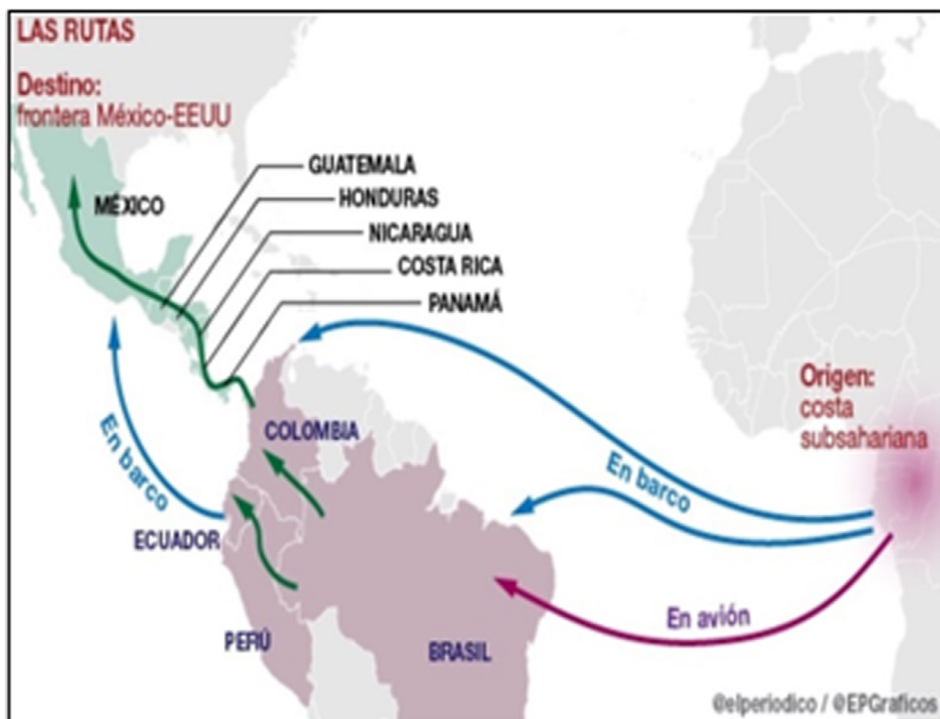 LAS RUTAS
Destino:
frontera México-EEUU
GUATEMALA
MÉXICO
HONDURAS
NICARAGUA
COSTA RICA
PANAMÁ
Origen:
costa
subsahariana
COLOMBIA
En barco
En barco
ECUADOR
En avión
PERÚ
BRASIL
@elperiodico / @EPGraficos